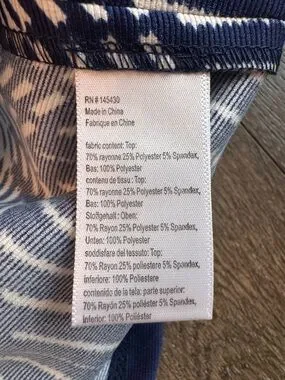 RN # 145430
Made in China
Fabriqué en Chine
fabric content: Top:
70% rayonne 25% Polyester 5% Spandex,
Bas: 100% Polyester
contenu de tissu : Top:
70% rayonne 25% Polyester 5% Spandex,
Bas: 100% Polyester
Stoffgehalt : Oben:
70% Rayon 25% Polyester 5% Spandex,
Unten: 100% Polyester
soddisfare del tessuto: Top:
70% Rayon 25% poliestere 5% Spandex,
inferiore: 100% Poliestere
contenido de la tela: parte superior:
70% Rayón 25% poliéster 5% Spandex,
inferior: 100% Poliéster